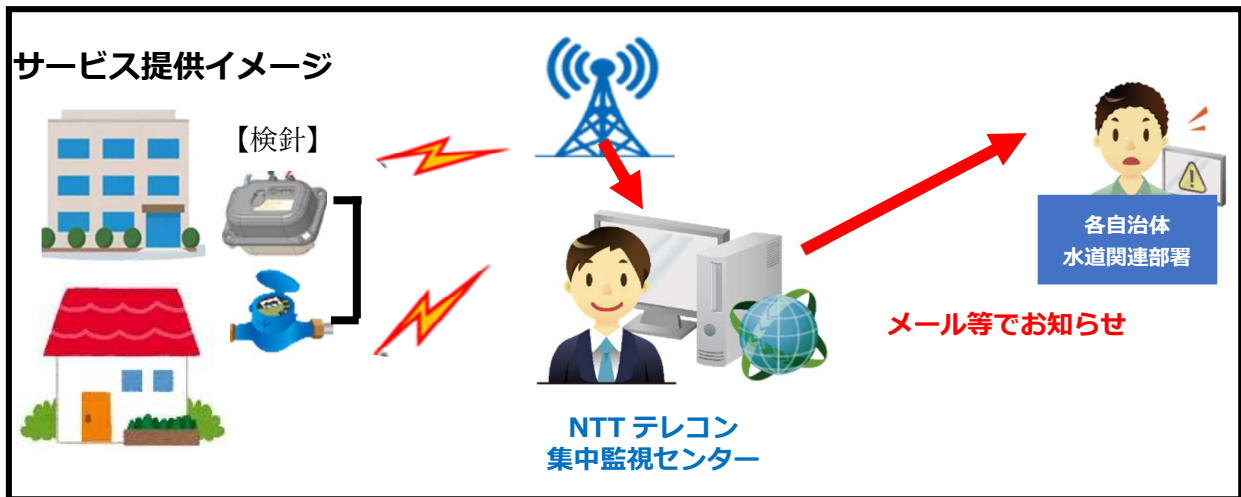 サービス提供イメージ
【検針】
各自治体
水道関連部署
メール等でお知らせ
NTT テレコン
集中監視センター